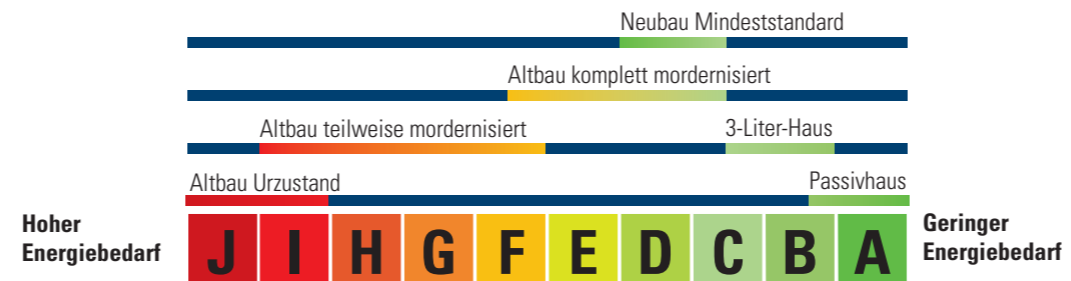 Neubau Mindeststandard
Altbau komplett mordernisiert
Altbau teilweise mordernisiert 3-Liter-Haus
Altbau Urzustand Passivhaus
Hoher
Energiebedarf
J I H G F E D C B A
Geringer
Energiebedarf